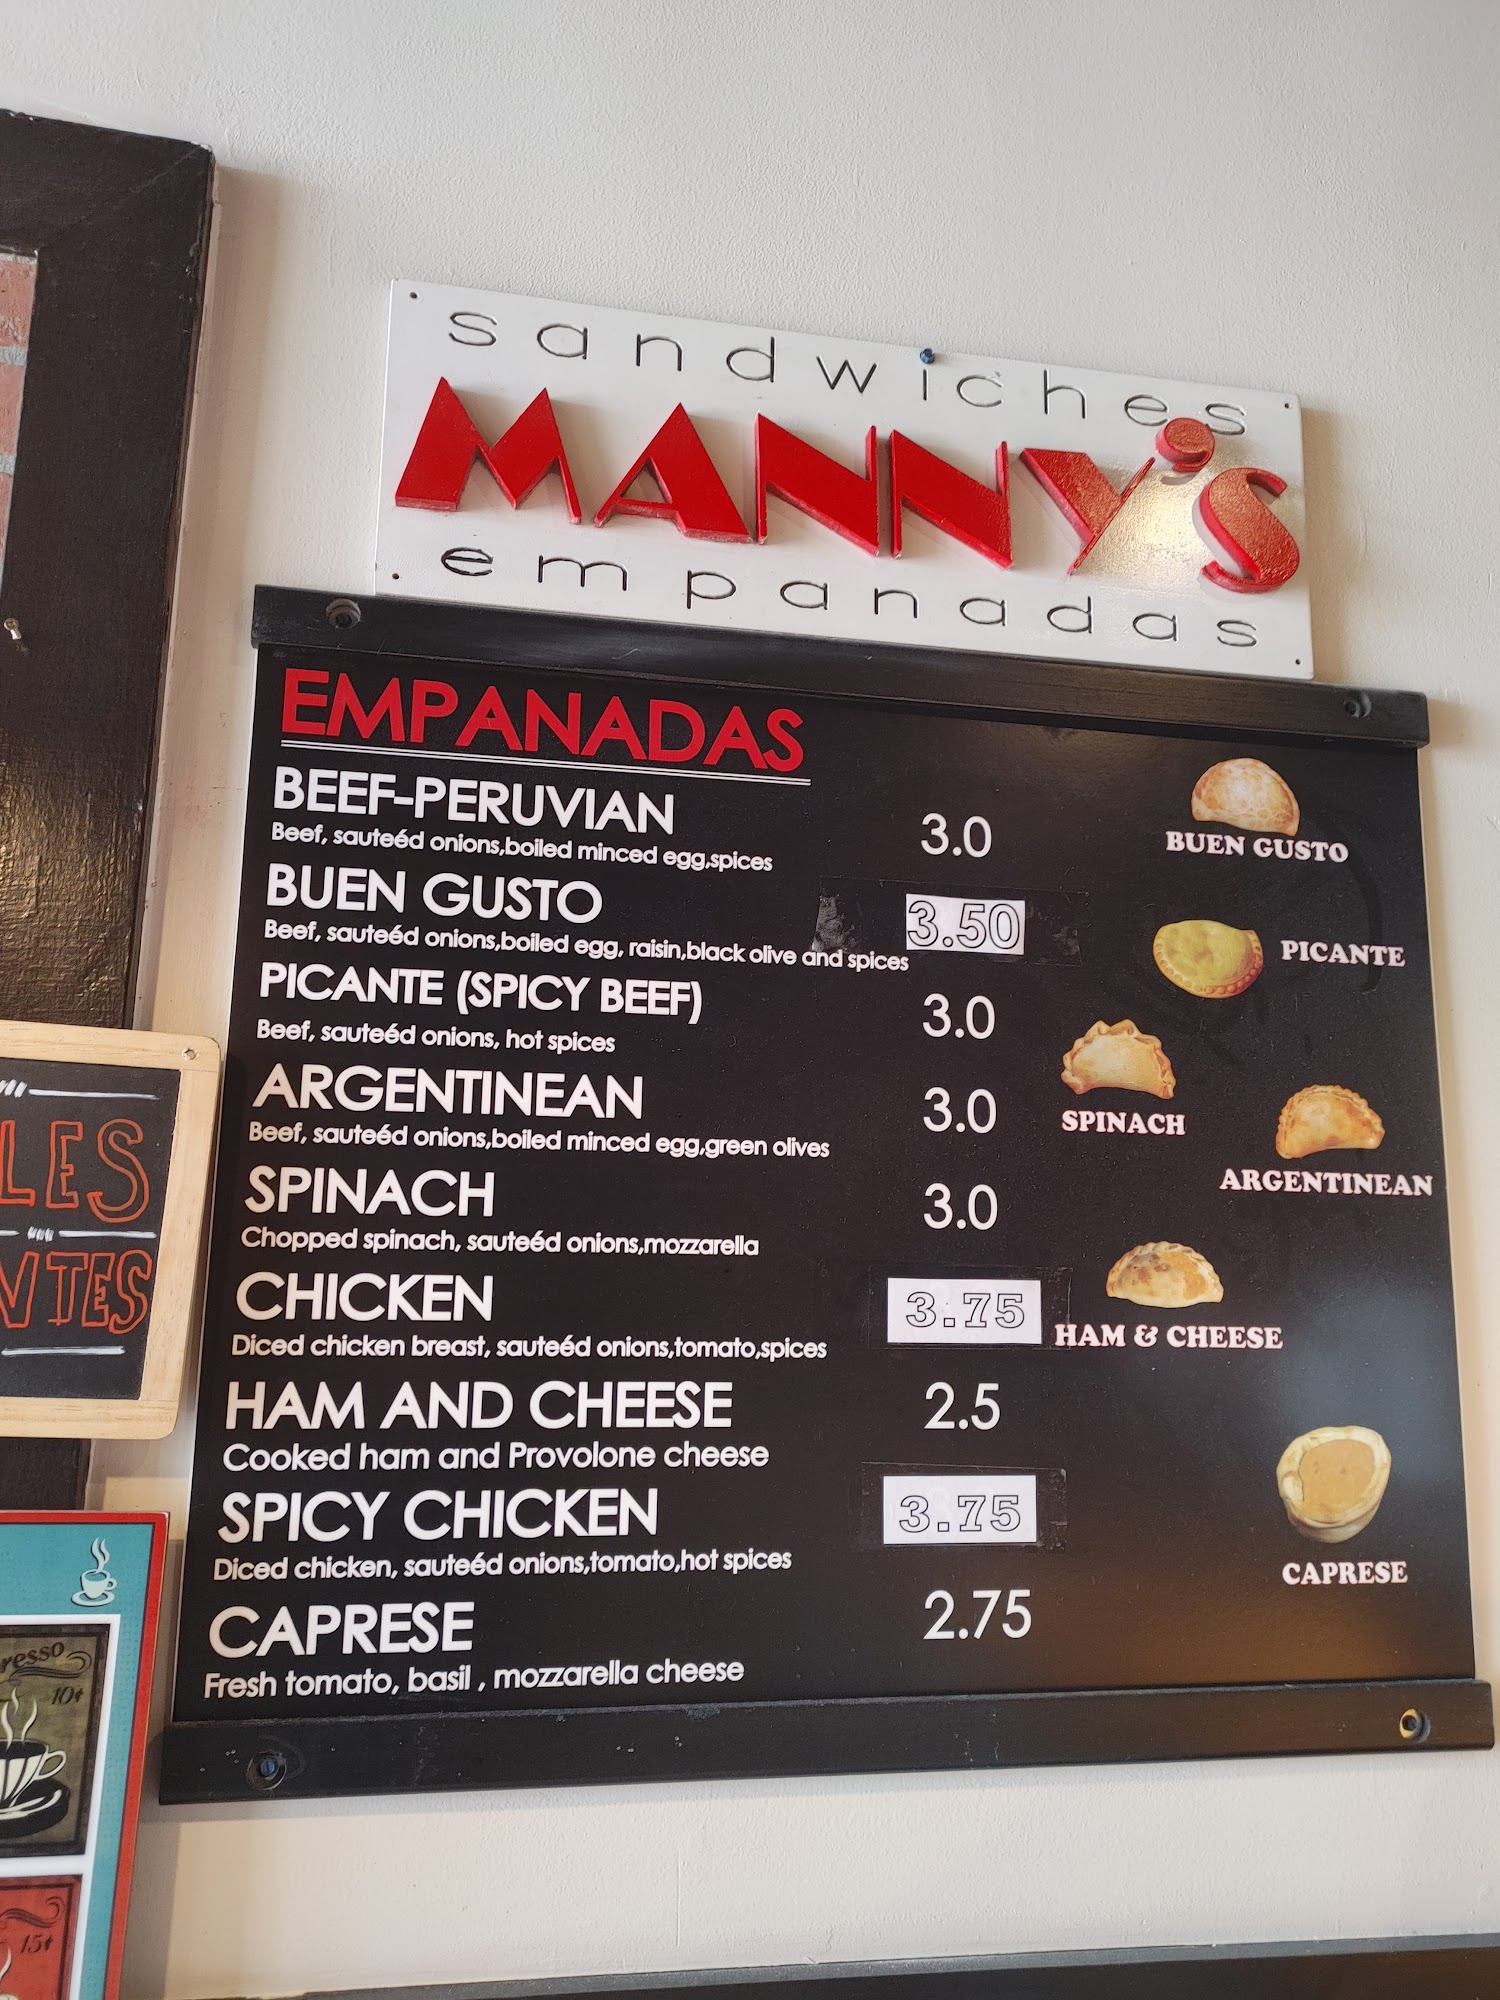 sandwiches
MANNY'S
empanadas
EMPANADAS
BEEF-PERUVIAN 3.0
Beef, sauteéd onions,boiled minced egg,spices
BUEN GUSTO 3.50
Beef, sauteéd onions,boiled egg, raisin,black olive and spices
PICANTE (SPICY BEEF) 3.0
Beef, sauteéd onions, hot spices
ARGENTINEAN 3.0
Beef, sauteéd onions,boiled minced egg,green olives
SPINACH 3.0
Chopped spinach, sauteéd onions,mozzarella
CHICKEN 3.75
Diced chicken breast, sauteéd onions,tomato,spices
HAM AND CHEESE 2.5
Cooked ham and Provolone cheese
SPICY CHICKEN 3.75
Diced chicken, sauteéd onions,tomato,hot spices
CAPRESE 2.75
Fresh tomato, basil , mozzarella cheese
BUEN GUSTO
PICANTE
SPINACH
ARGENTINEAN
HAM & CHEESE
CAPRESE
LES
NTES
resso
10¢
15¢